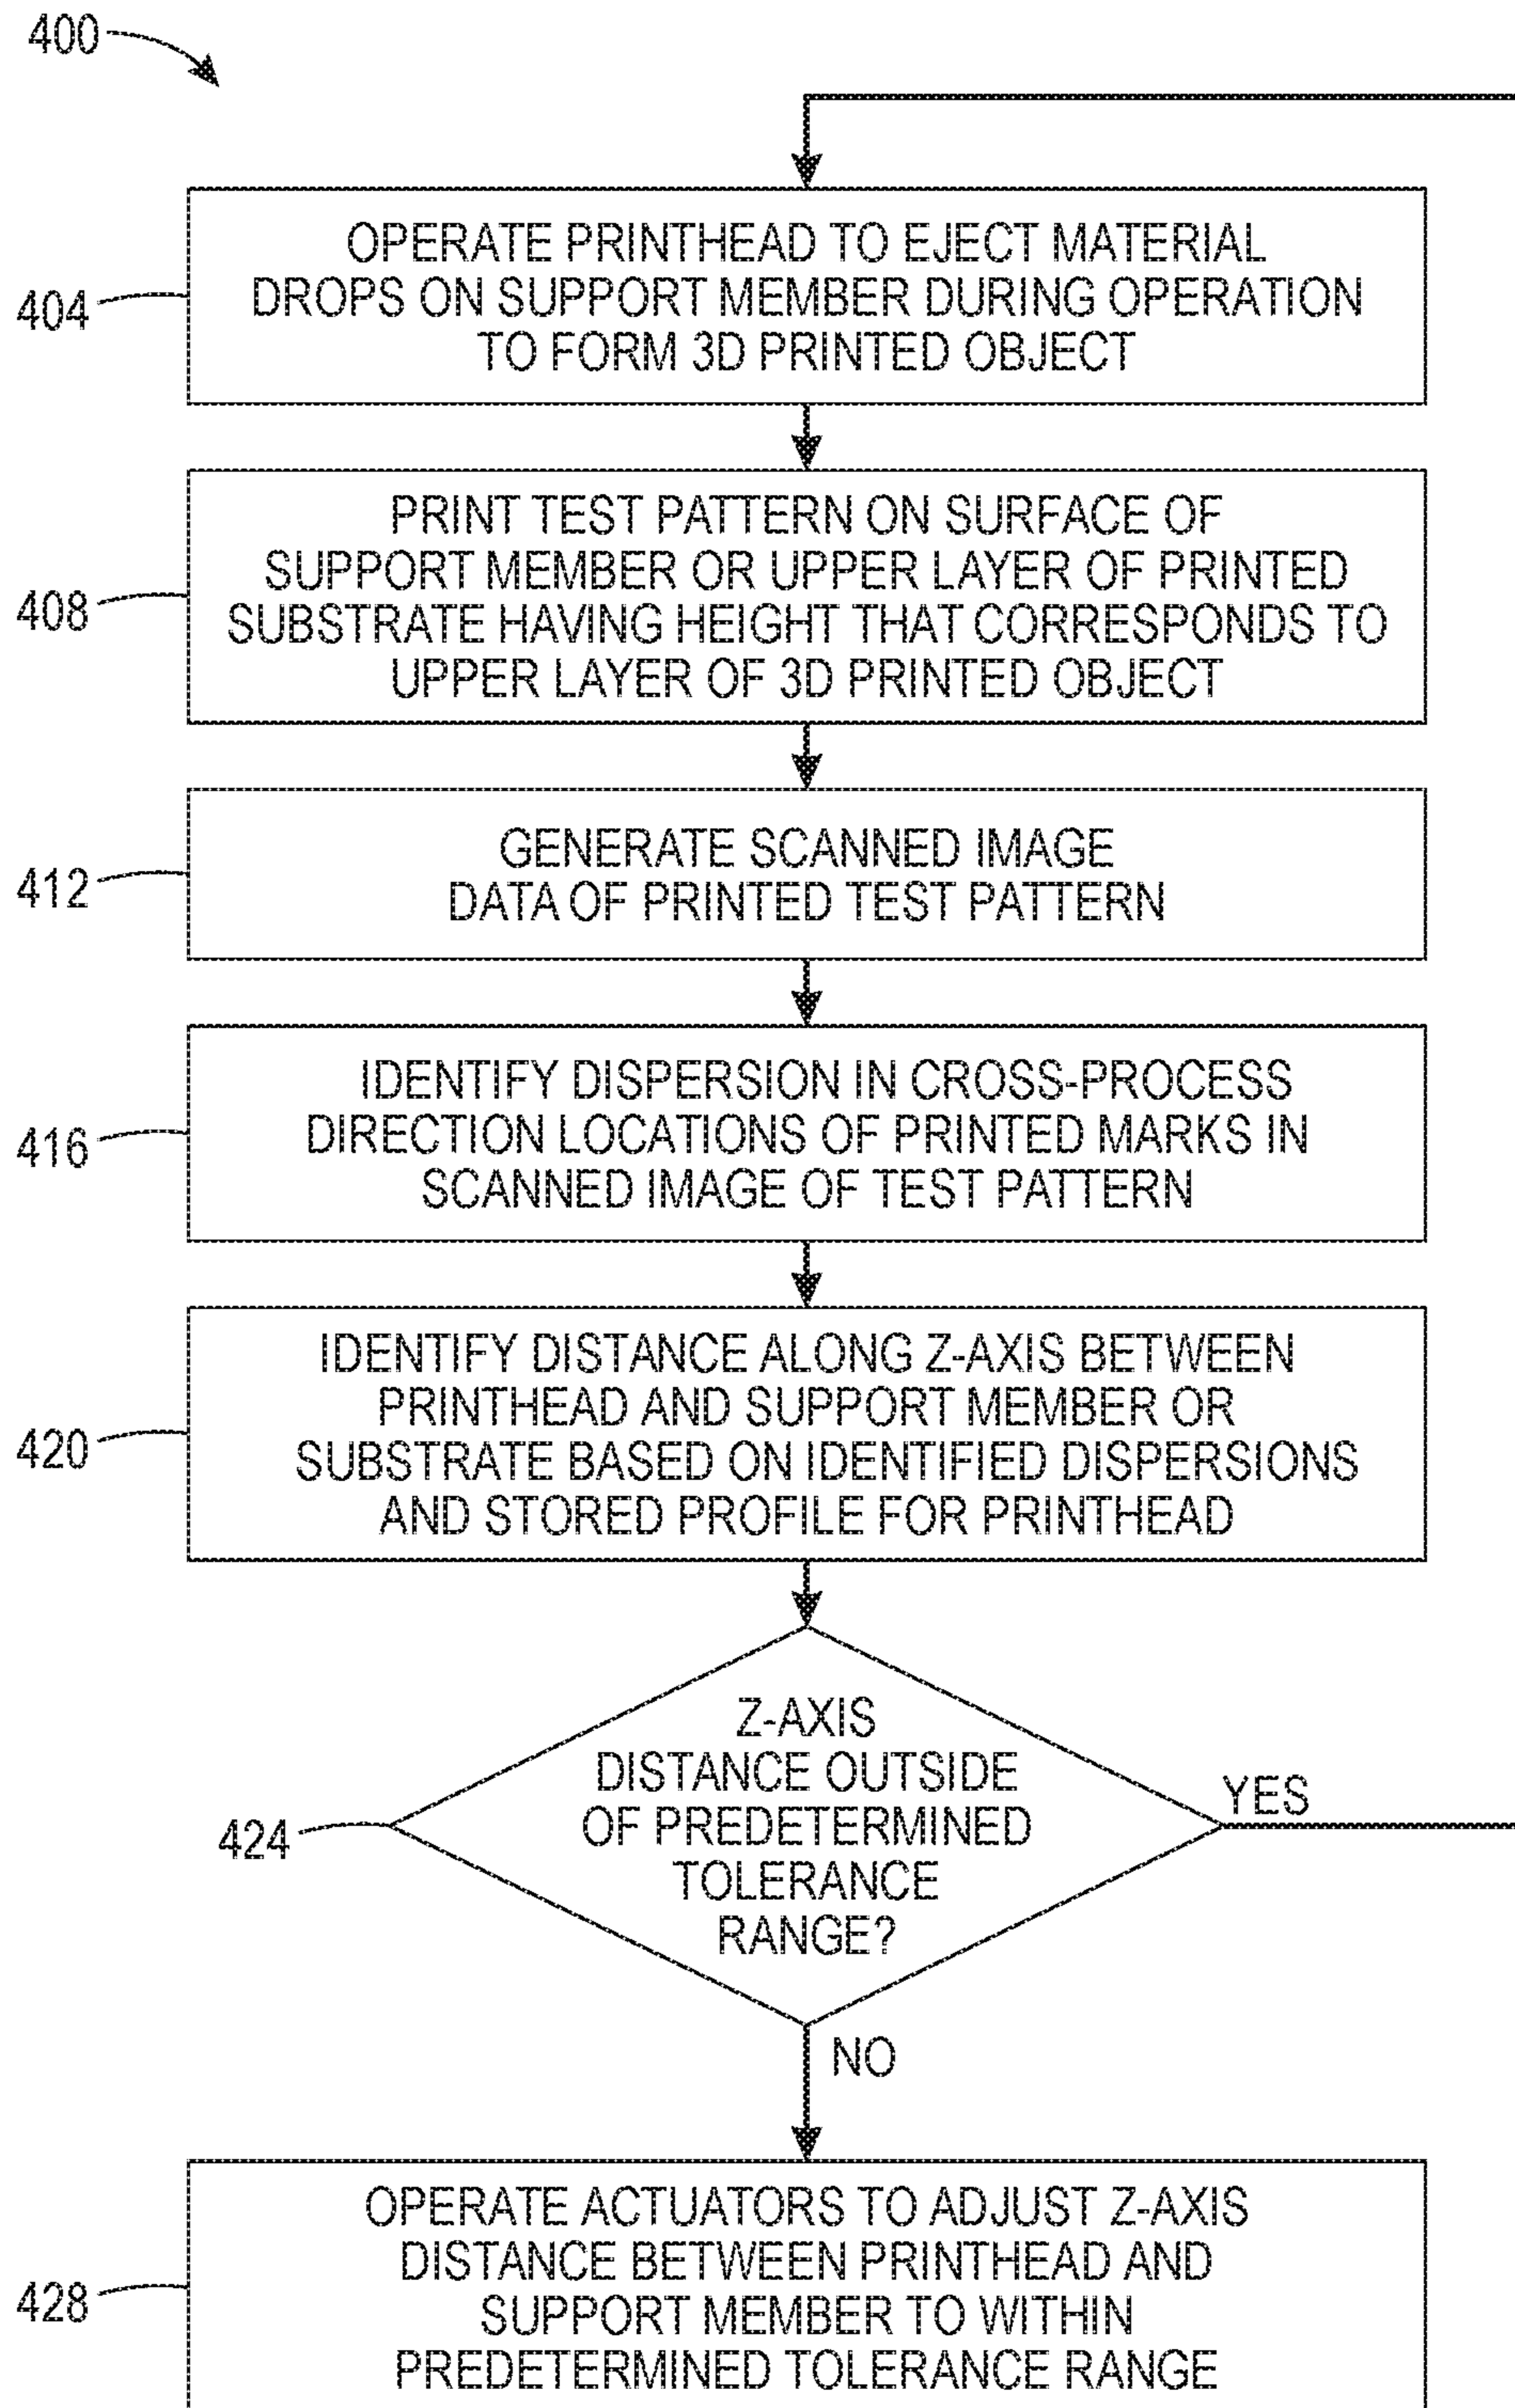 400
404
OPERATE PRINTHEAD TO EJECT MATERIAL
DROPS ON SUPPORT MEMBER DURING OPERATION
TO FORM 3D PRINTED OBJECT
408
PRINT TEST PATTERN ON SURFACE OF
SUPPORT MEMBER OR UPPER LAYER OF PRINTED
SUBSTRATE HAVING HEIGHT THAT CORRESPONDS TO
UPPER LAYER OF 3D PRINTED OBJECT
412
GENERATE SCANNED IMAGE
DATA OF PRINTED TEST PATTERN
416
IDENTIFY DISPERSION IN CROSS-PROCESS
DIRECTION LOCATIONS OF PRINTED MARKS IN
SCANNED IMAGE OF TEST PATTERN
420
IDENTIFY DISTANCE ALONG Z-AXIS BETWEEN
PRINTHEAD AND SUPPORT MEMBER OR
SUBSTRATE BASED ON IDENTIFIED DISPERSIONS
AND STORED PROFILE FOR PRINTHEAD
424
Z-AXIS
DISTANCE OUTSIDE
OF PREDETERMINED
TOLERANCE
RANGE?
YES
NO
428
OPERATE ACTUATORS TO ADJUST Z-AXIS
DISTANCE BETWEEN PRINTHEAD AND
SUPPORT MEMBER TO WITHIN
PREDETERMINED TOLERANCE RANGE